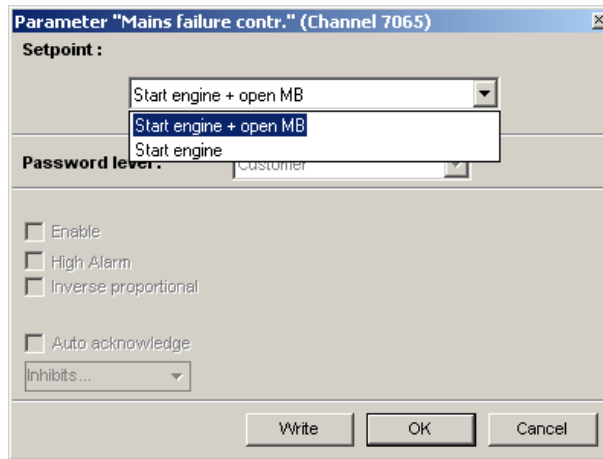 Parameter "Mains failure contr." (Channel 7065)
Setpoint :
Start engine + open MB
Start engine + open MB
Start engine
Password level :
Customer
Enable
High Alarm
Inverse proportional
Auto acknowledge
Inhibits...
Write OK Cancel